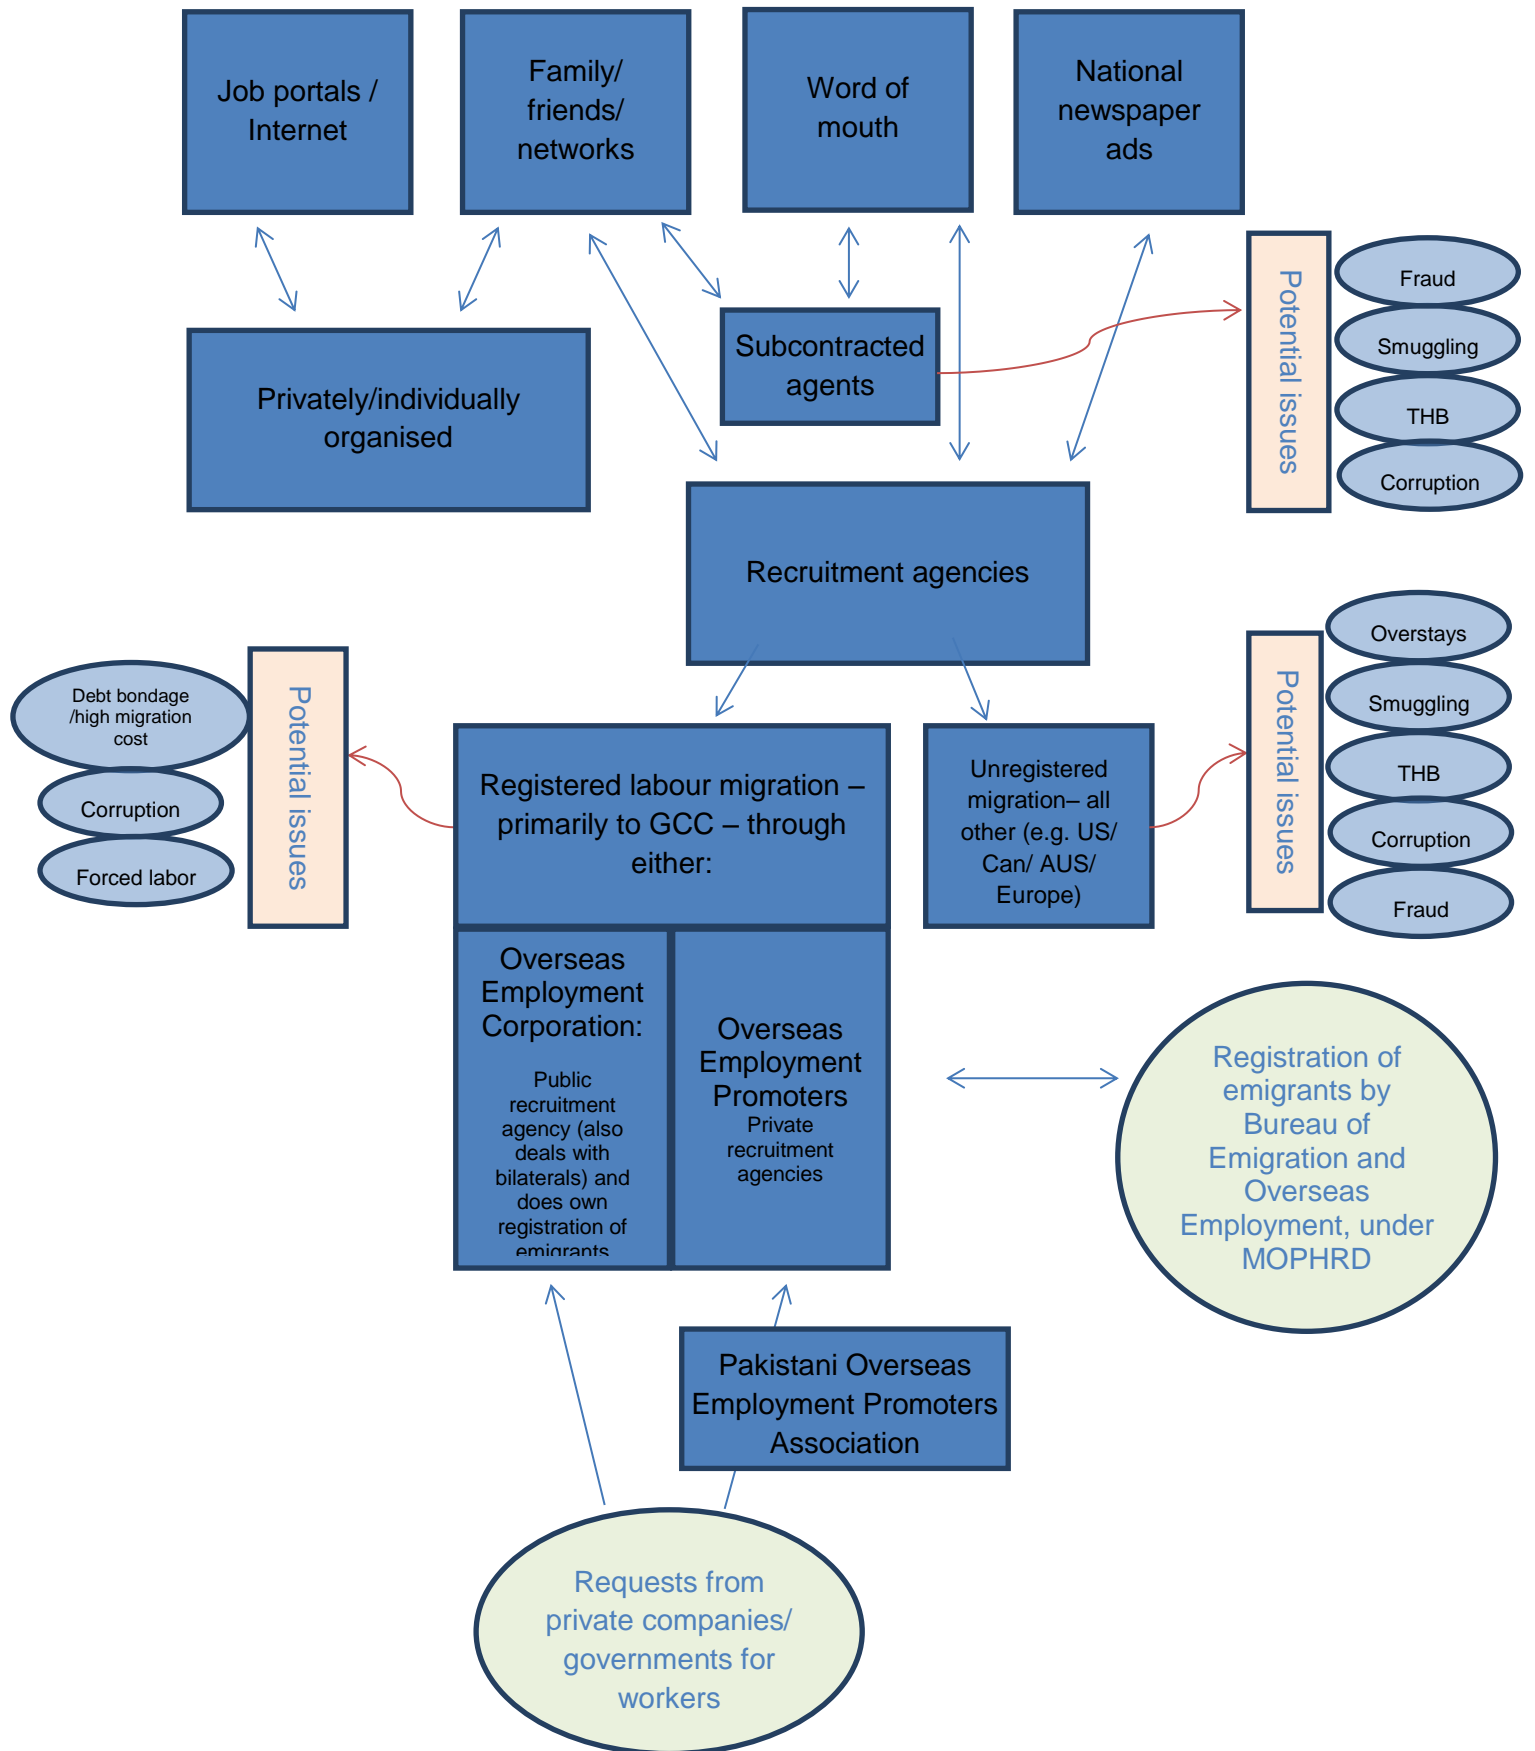 Job portals /
Internet
Family/
friends/
networks
Word of
mouth
National
newspaper
ads
Privately/individually
organised
Subcontracted
agents
Potential issues
Fraud
Smuggling
THB
Corruption
Recruitment agencies
Debt bondage
/high migration
cost
Corruption
Forced labor
Potential issues
Registered labour migration –
primarily to GCC – through
either:
Unregistered
migration– all
other (e.g. US/
Can/ AUS/
Europe)
Potential issues
Overstays
Smuggling
THB
Corruption
Fraud
Overseas
Employment
Corporation:
Public
recruitment
agency (also
deals with
bilaterals) and
does own
registration of
emigrants
Overseas
Employment
Promoters
Private
recruitment
agencies
Registration of
emigrants by
Bureau of
Emigration and
Overseas
Employment, under
MOPHRD
Pakistani Overseas
Employment Promoters
Association
Requests from
private companies/
governments for
workers